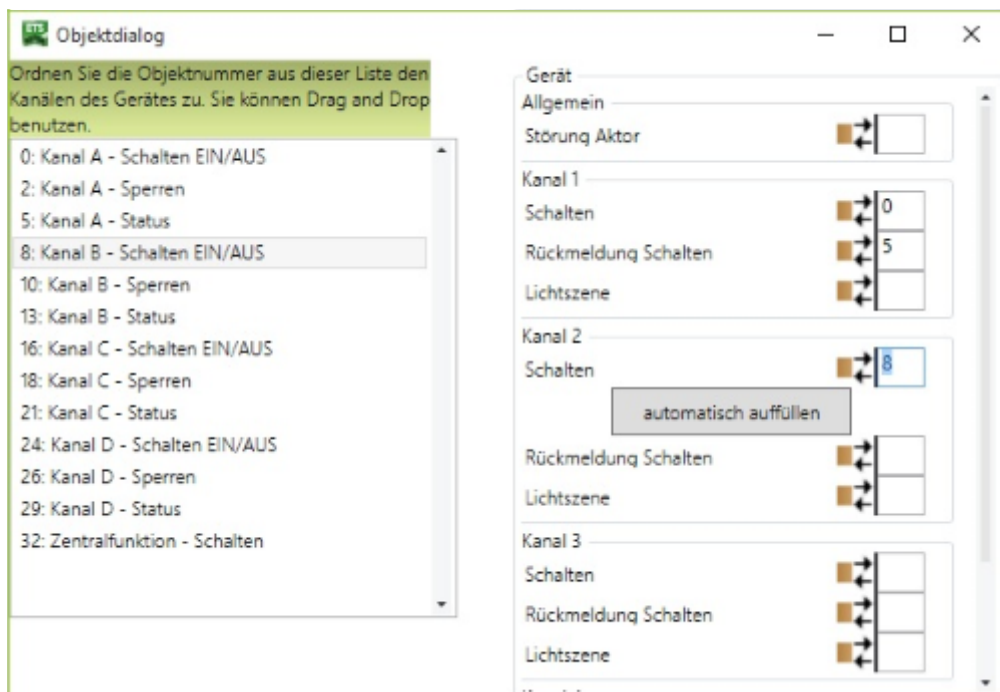 ETS Objektdialog
Ordnen Sie die Objektnummer aus dieser Liste den
Kanälen des Gerätes zu. Sie können Drag and Drop
benutzen.
0: Kanal A - Schalten EIN/AUS
2: Kanal A - Sperren
5: Kanal A - Status
8: Kanal B - Schalten EIN/AUS
10: Kanal B - Sperren
13: Kanal B - Status
16: Kanal C - Schalten EIN/AUS
18: Kanal C - Sperren
21: Kanal C - Status
24: Kanal D - Schalten EIN/AUS
26: Kanal D - Sperren
29: Kanal D - Status
32: Zentralfunktion - Schalten
Gerät
Allgemein
Störung Aktor
Kanal 1
Schalten 0
Rückmeldung Schalten 5
Lichtszene
Kanal 2
Schalten 8
automatisch auffüllen
Rückmeldung Schalten
Lichtszene
Kanal 3
Schalten
Rückmeldung Schalten
Lichtszene